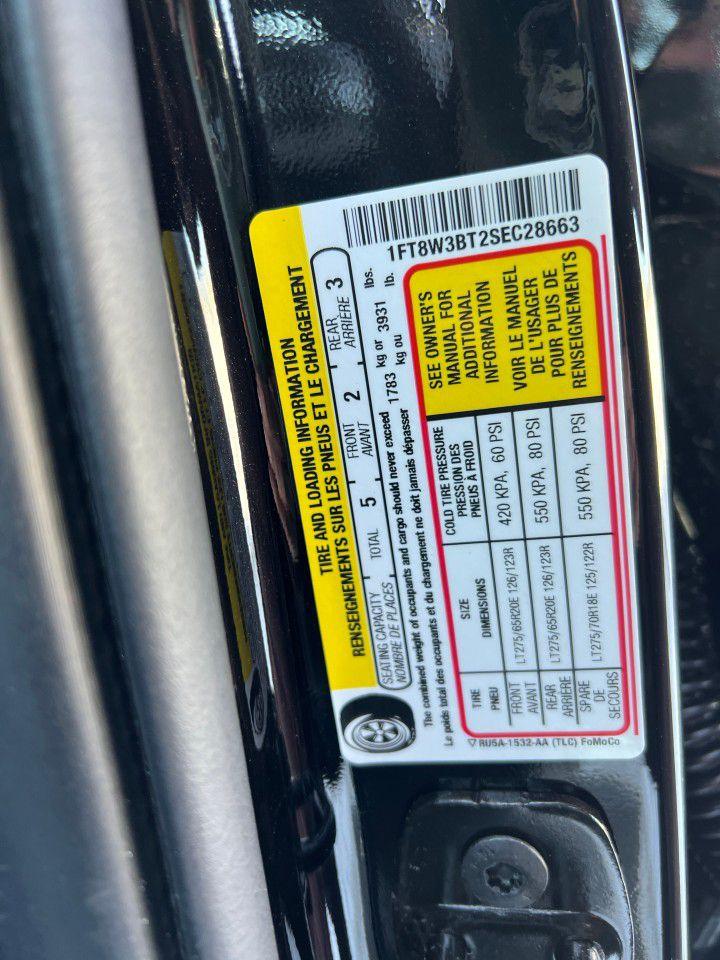 TIRE AND LOADING INFORMATION
RENSEIGNEMENTS SUR LES PNEUS ET LE CHARGEMENT
SEATING CAPACITY TOTAL 5 FRONT 2 REAR 3
NOMBRE DE PLACES AVANT ARRIÈRE
The combined weight of occupants and cargo should never exceed 1783 kg or 3931 lbs.
Le poids total des occupants et du chargement ne doit jamais dépasser kg ou lb.
1FT8W3BT2SEC28663
TIRE SIZE COLD TIRE PRESSURE
PNEU DIMENSIONS PRESSION DES
PNEUS À FROID
FRONT LT275/65R20E 126/123R 420 KPA, 60 PSI
AVANT
REAR LT275/65R20E 126/123R 550 KPA, 80 PSI
ARRIÈRE
SPARE LT275/70R18E 125/122R 550 KPA, 80 PSI
DE
SECOURS
SEE OWNER'S
MANUAL FOR
ADDITIONAL
INFORMATION
VOIR LE MANUEL
DE L'USAGER
POUR PLUS DE
RENSEIGNEMENTS
RU5A-1532-AA (TLC) FoMoCo